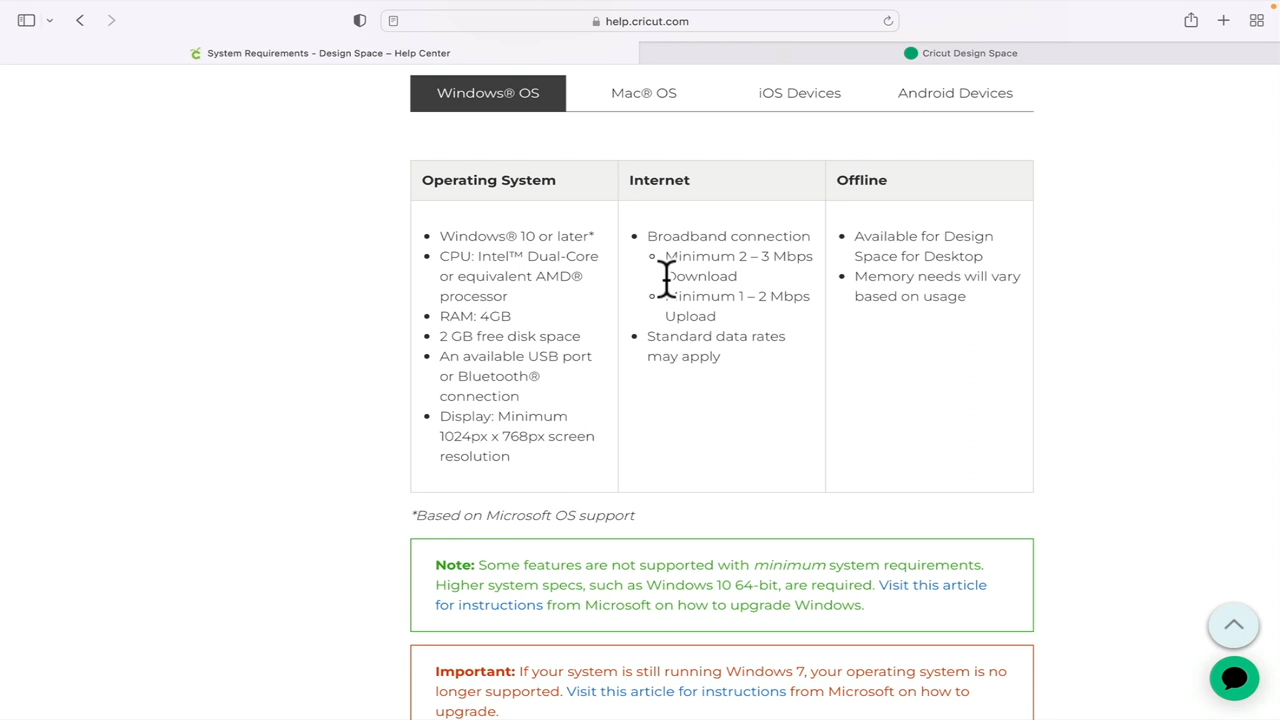 help.cricut.com
System Requirements - Design Space – Help Center
Cricut Design Space
Windows® OS
Mac® OS
iOS Devices
Android Devices
Operating System
Windows® 10 or later*
CPU: Intel™ Dual-Core
or equivalent AMD®
processor
RAM: 4GB
2 GB free disk space
An available USB port
or Bluetooth®
connection
Display: Minimum
1024px x 768px screen
resolution
Internet
Broadband connection
Minimum 2 – 3 Mbps
Download
Minimum 1 – 2 Mbps
Upload
Standard data rates
may apply
Offline
Available for Design
Space for Desktop
Memory needs will vary
based on usage
*Based on Microsoft OS support
Note: Some features are not supported with minimum system requirements.
Higher system specs, such as Windows 10 64-bit, are required. Visit this article
for instructions from Microsoft on how to upgrade Windows.
Important: If your system is still running Windows 7, your operating system is no
longer supported. Visit this article for instructions from Microsoft on how to
upgrade.